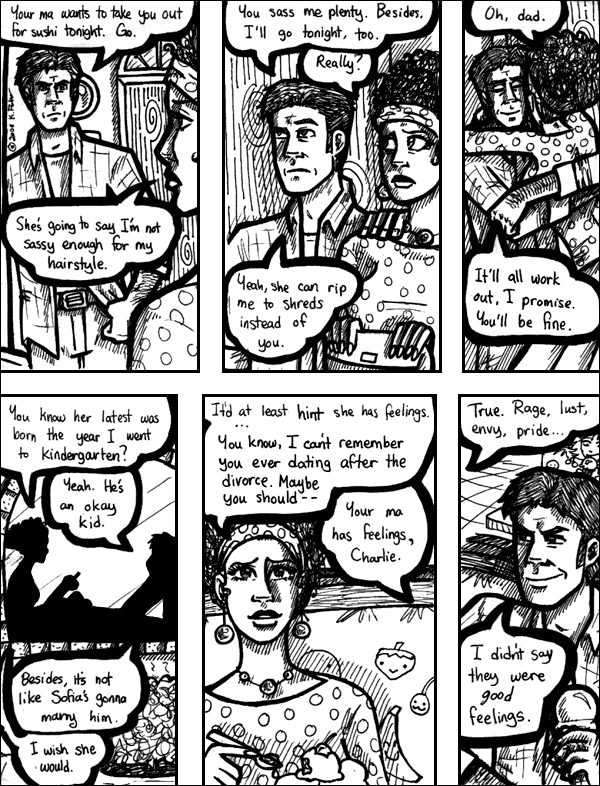 Your ma wants to take you out
for sushi tonight. Go.
She's going to say I'm not
sassy enough for my
hairstyle.
You sass me plenty. Besides,
I'll go tonight, too.
Really?
Yeah, she can rip
me to shreds
instead of
you.
Oh, dad.
It'll all work
out, I promise.
You'll be fine.
You know her latest was
born the year I went
to kindergarten?
Yeah. He's
an okay
kid.
Besides, it's not
like Sofia's gonna
marry him.
I wish she
would.
It'd at least hint she has feelings.
...
You know, I can't remember
you ever dating after the
divorce. Maybe
you should--
Your ma
has feelings,
Charlie.
True. Rage, lust,
envy, pride...
I didn't say
they were
good
feelings.